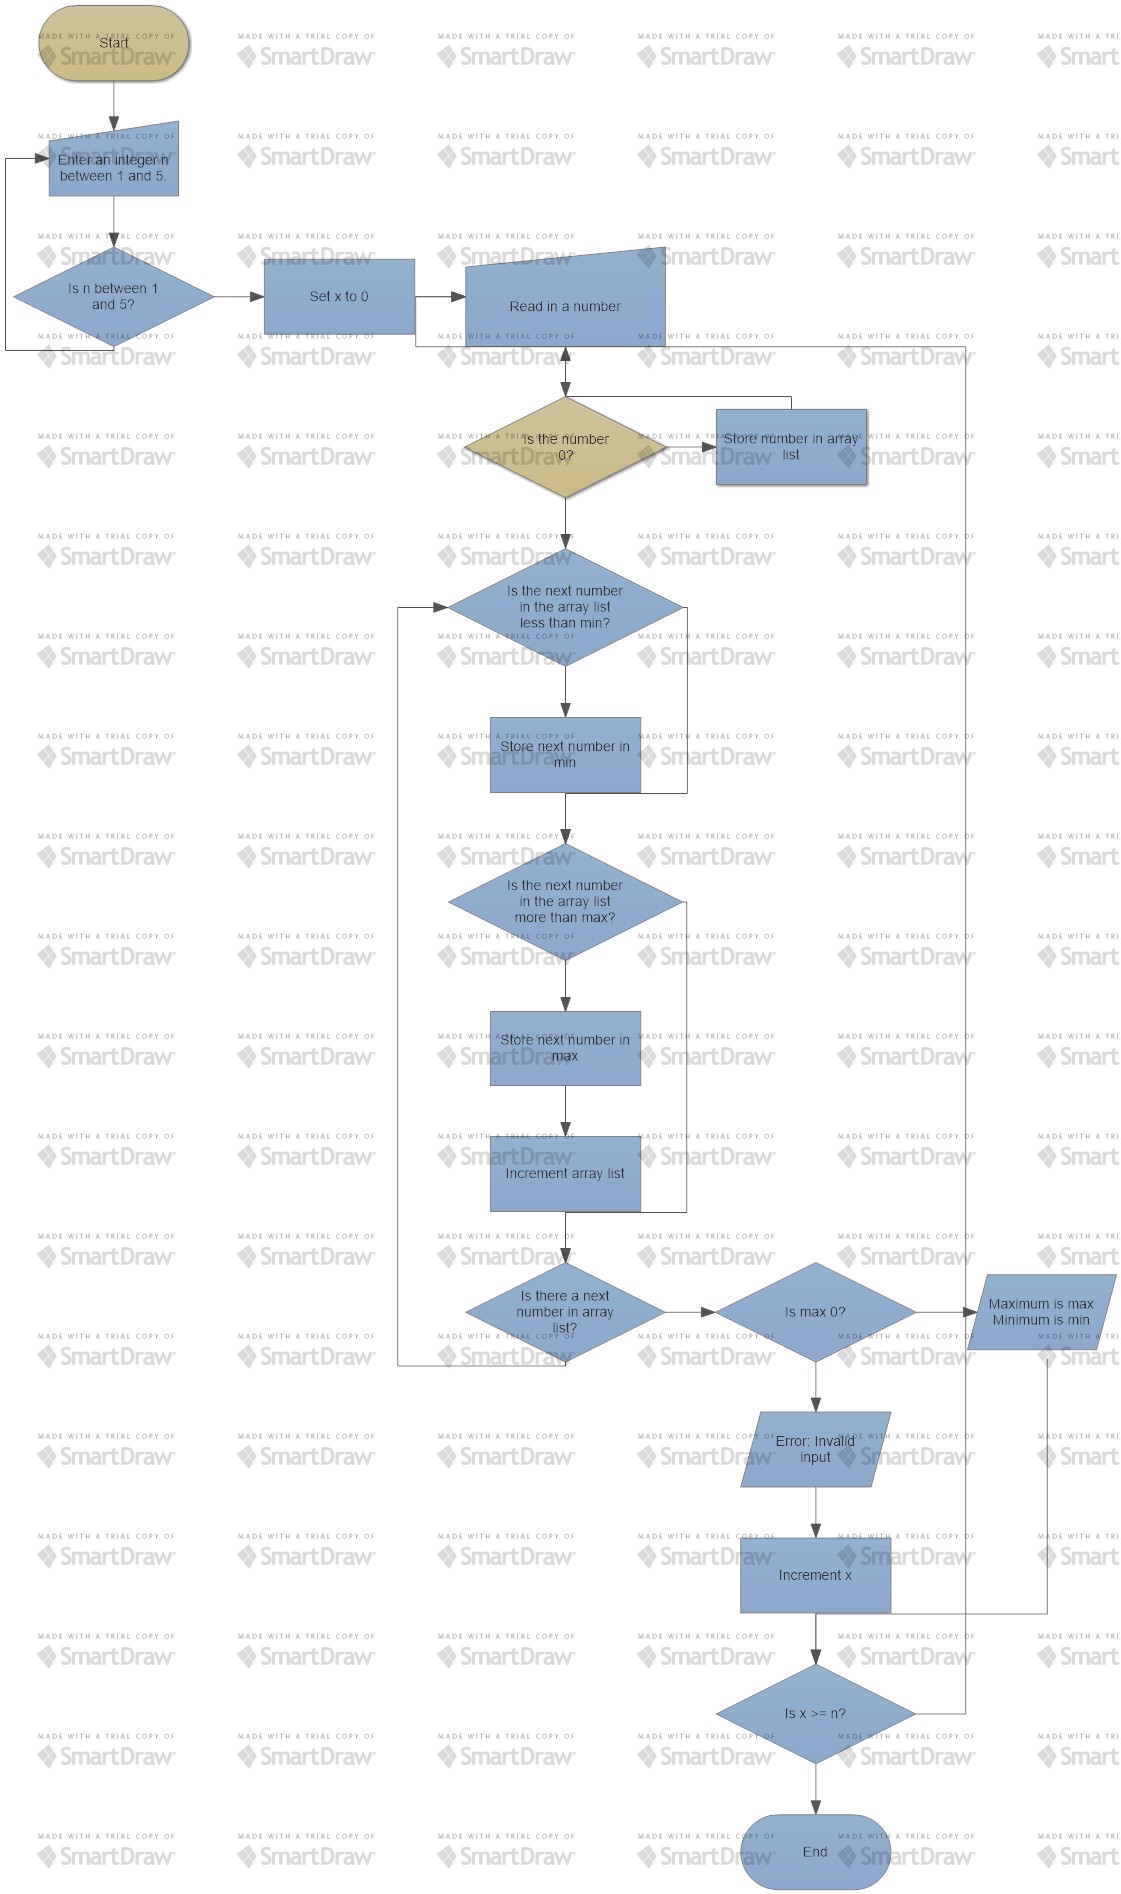 Start
Enter an integer n
between 1 and 5.
Is n between 1
and 5?
Set x to 0
Read in a number
Is the number
0?
Store number in array
list
Is the next number
in the array list
less than min?
Store next number in
min
Is the next number
in the array list
more than max?
Store next number in
max
Increment array list
Is there a next
number in array
list?
Is max 0?
Maximum is max
Minimum is min
Error: Invalid
input
Increment x
Is x >= n?
End
MADE WITH A TRIAL COPY OF
SmartDraw